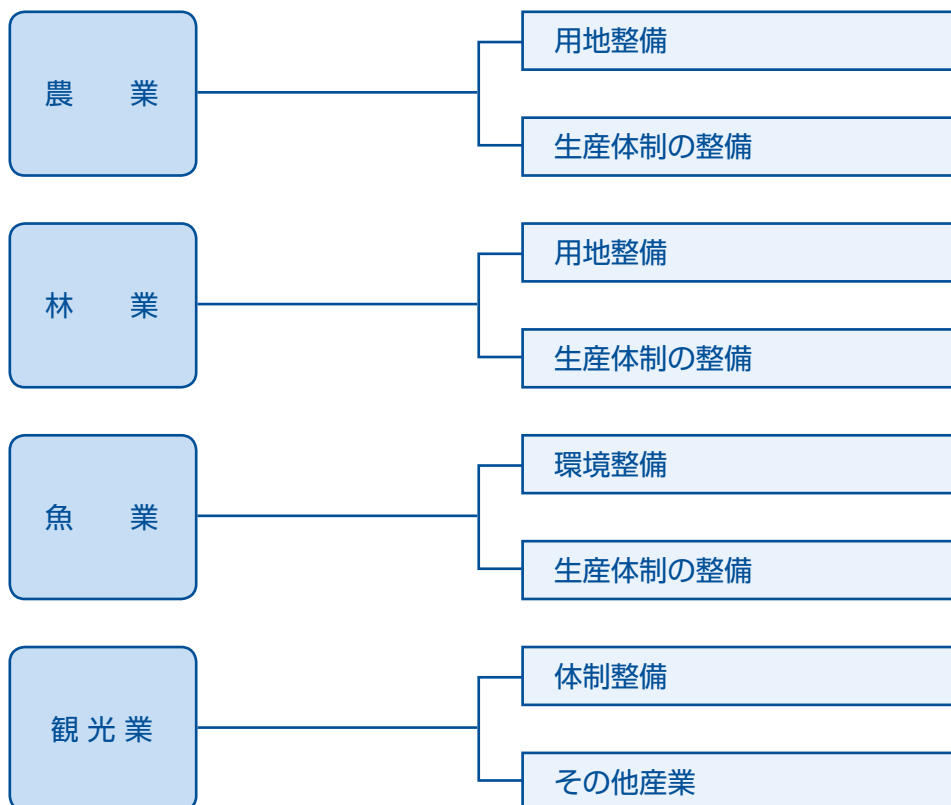 農　業
用地整備
生産体制の整備
林　業
用地整備
生産体制の整備
魚　業
環境整備
生産体制の整備
観光業
体制整備
その他産業